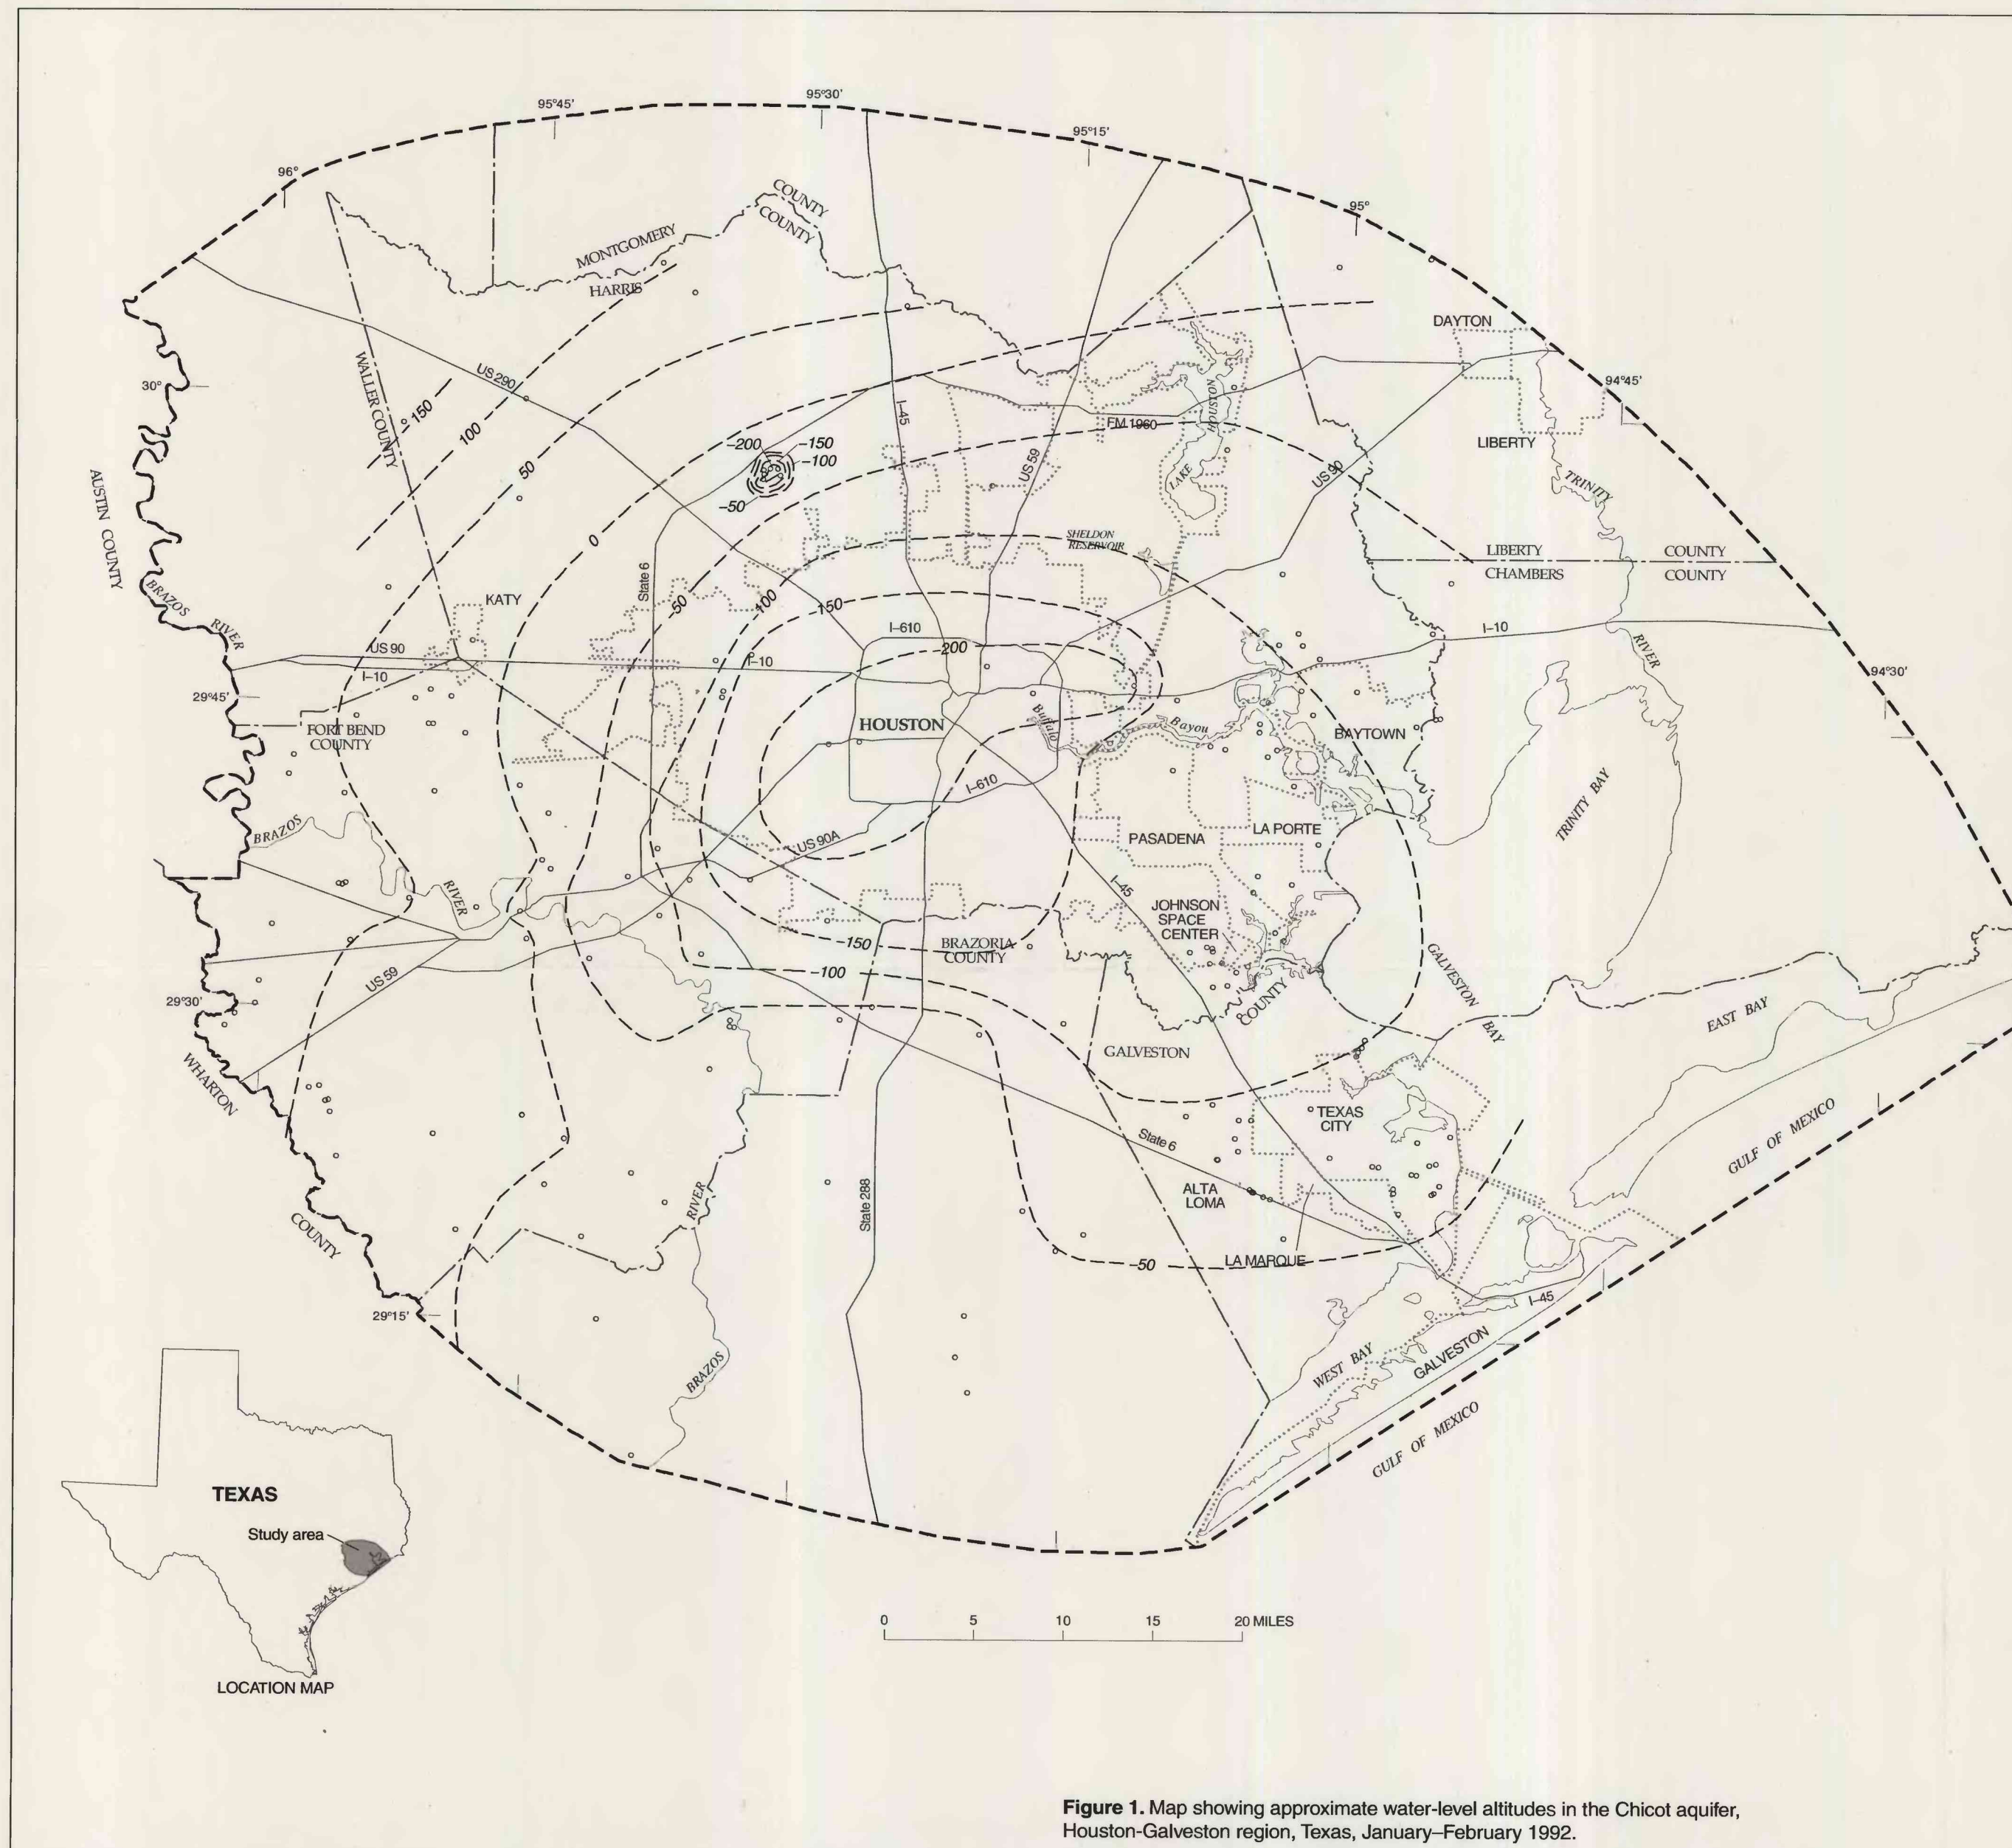 95°45'
95°30'
95°15'
96°
95°
COUNTY
COUNTY
MONTGOMERY
HARRIS
DAYTON
WALLER COUNTY
US 290
30°
150
100
I–45
HOUSTON
94°45'
FM 1960
LIBERTY
–200
–150
–100
50
US 59
LAKE
US 90
TRINITY
AUSTIN COUNTY
–50
0
SHELDON
RESERVOIR
LIBERTY
COUNTY
CHAMBERS
COUNTY
State 6
BRAZOS
KATY
–50
–100
–150
RIVER
I–610
–200
I–10
US 90
I–10
I–10
RIVER
94°30'
29°45'
HOUSTON
Buffalo
Bayou
FORT BEND
COUNTY
BAYTOWN
I–610
TRINITY BAY
BRAZOS
US 90A
PASADENA
LA PORTE
RIVER
I–45
JOHNSON
SPACE
CENTER
–150
BRAZORIA
COUNTY
–100
US 59
GALVESTON
BAY
29°30'
COUNTY
EAST BAY
WHARTON
GALVESTON
TEXAS
CITY
GULF OF MEXICO
State 6
RIVER
State 288
ALTA
LOMA
COUNTY
–50
LA MARQUE
29°15'
I–45
BRAZOS
WEST BAY
GALVESTON
GULF OF MEXICO
TEXAS
Study area
LOCATION MAP
0 5 10 15 20 MILES
Figure 1. Map showing approximate water-level altitudes in the Chicot aquifer,
Houston-Galveston region, Texas, January–February 1992.